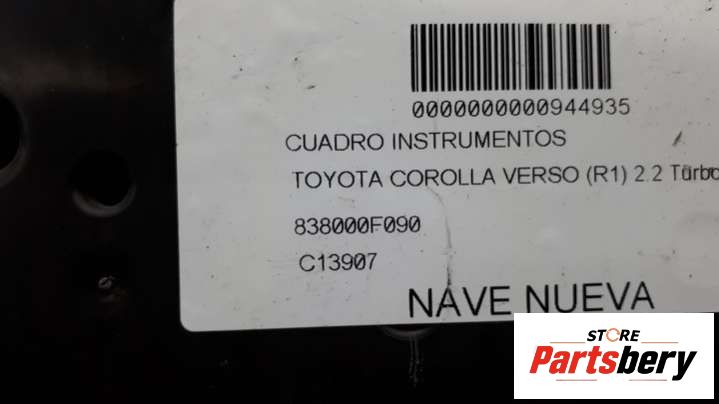 0000000000944935
CUADRO INSTRUMENTOS
TOYOTA COROLLA VERSO (R1) 2.2 Turbo
838000F090
C13907
NAVE NUEVA
STORE
Partsbery